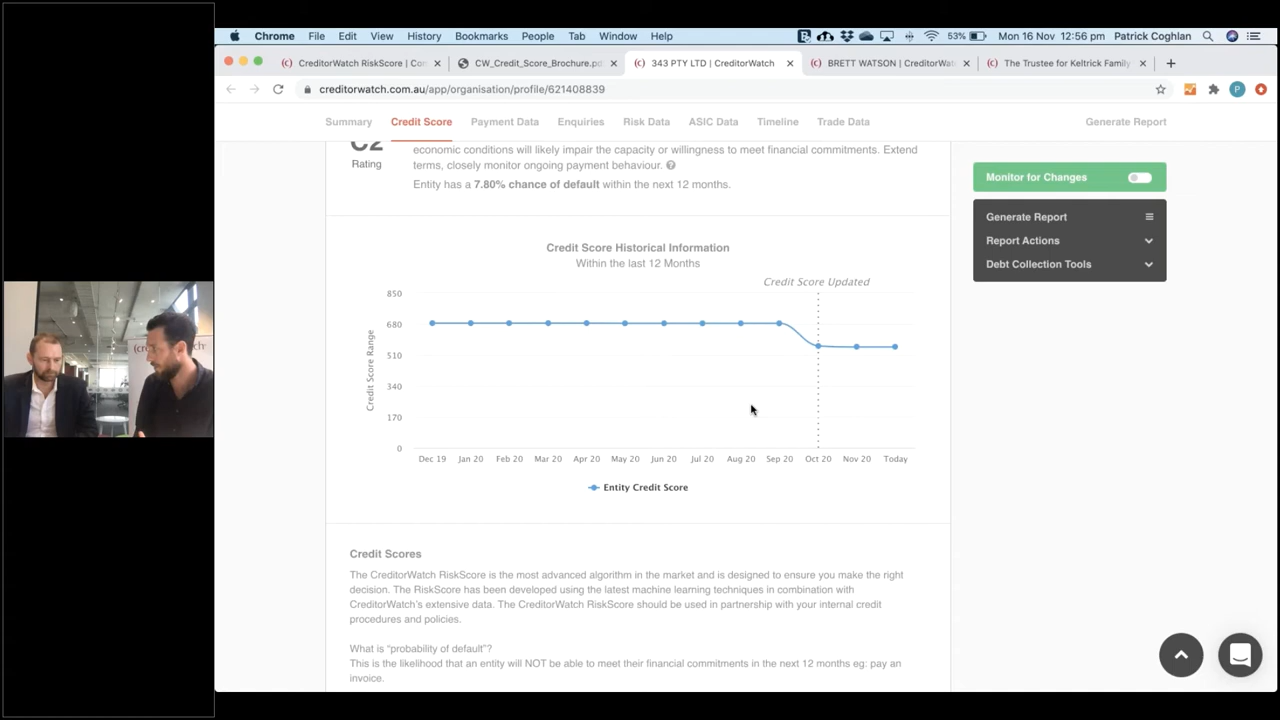 Chrome File Edit View History Bookmarks People Tab Window Help 53% Mon 16 Nov 12:56 pm Patrick Coghlan
CreditorWatch RiskScore | Con CW_Credit_Score_Brochure.pd 343 PTY LTD | CreditorWatch BRETT WATSON | CreditorWat The Trustee for Keltrick Family
creditorwatch.com.au/app/organisation/profile/621408839 P
Summary Credit Score Payment Data Enquiries Risk Data ASIC Data Timeline Trade Data Generate Report
C2 economic conditions will likely impair the capacity or willingness to meet financial commitments. Extend
Rating terms, closely monitor ongoing payment behaviour.
Entity has a 7.80% chance of default within the next 12 months.
Monitor for Changes
Generate Report
Report Actions
Debt Collection Tools
Credit Score Historical Information
Within the last 12 Months
Credit Score Updated
850
680
510
340
170
0
Credit Score Range
Dec 19 Jan 20 Feb 20 Mar 20 Apr 20 May 20 Jun 20 Jul 20 Aug 20 Sep 20 Oct 20 Nov 20 Today
Entity Credit Score
Credit Scores
The CreditorWatch RiskScore is the most advanced algorithm in the market and is designed to ensure you make the right
decision. The RiskScore has been developed using the latest machine learning techniques in combination with
CreditorWatch's extensive data. The CreditorWatch RiskScore should be used in partnership with your internal credit
procedures and policies.
What is "probability of default"?
This is the likelihood that an entity will NOT be able to meet their financial commitments in the next 12 months eg: pay an
invoice.